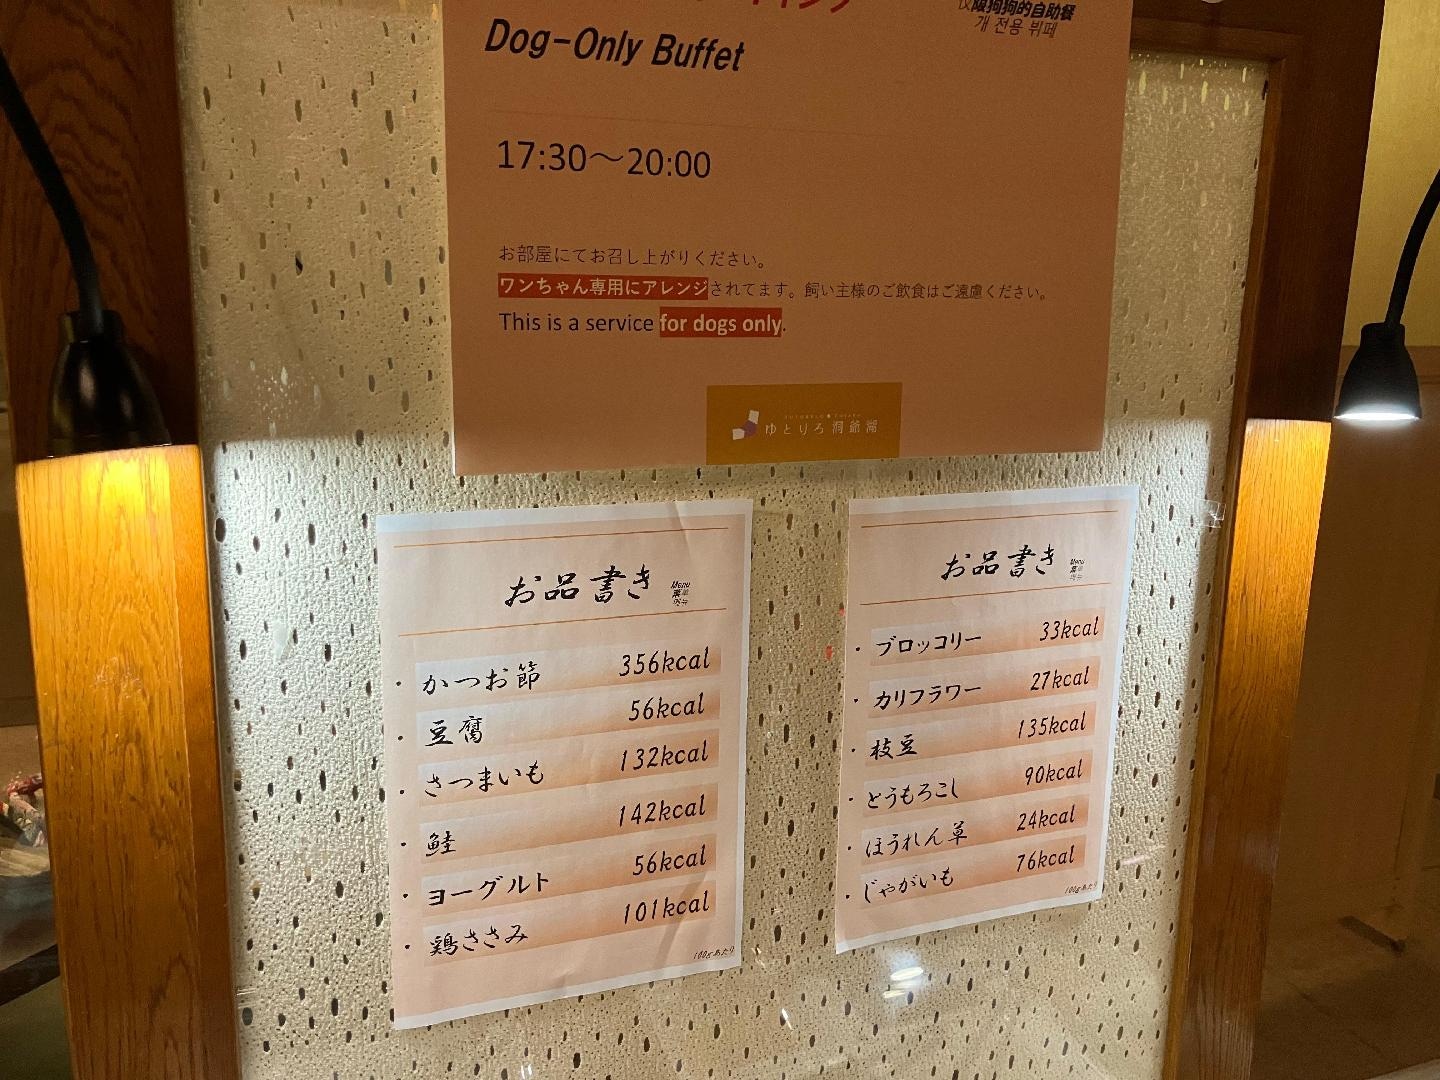 仅限狗狗的自助餐
개 전용 뷔페
Dog-Only Buffet
17:30～20:00
お部屋にてお召し上がりください。
ワンちゃん専用にアレンジされてます。飼い主様のご飲食はご遠慮ください。
This is a service for dogs only.
ゆとりろ洞爺湖
お品書き Menu
かつお節 356kcal
豆腐 56kcal
さつまいも 132kcal
鮭 142kcal
ヨーグルト 56kcal
鶏ささみ 101kcal
100gあたり
お品書き Menu
ブロッコリー 33kcal
カリフラワー 27kcal
枝豆 135kcal
とうもろこし 90kcal
ほうれん草 24kcal
じゃがいも 76kcal
100gあたり